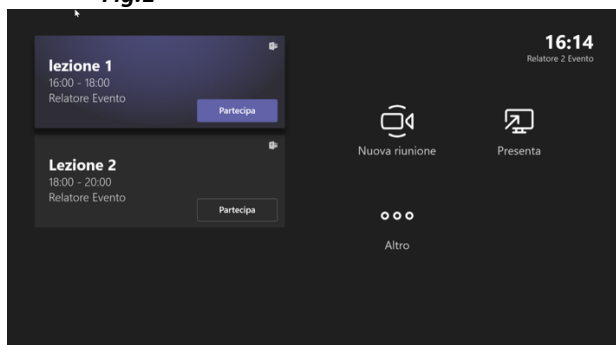 Fig.2
lezione 1
16:00 - 18:00
Relatore Evento
Partecipa
Lezione 2
18:00 - 20:00
Relatore Evento
Partecipa
16:14
Relatore 2 Evento
Nuova riunione
Presenta
Altro